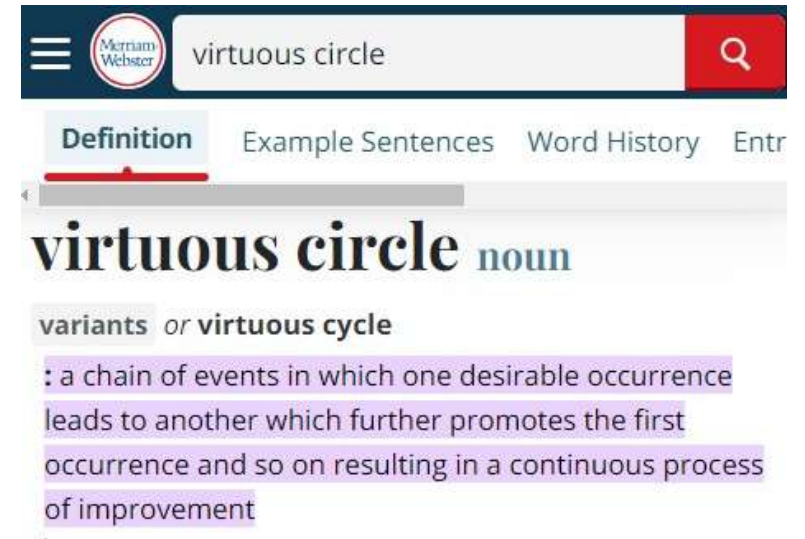 Merriam-
Webster
virtuous circle
Definition Example Sentences Word History Entr
virtuous circle noun
variants or virtuous cycle
: a chain of events in which one desirable occurrence
leads to another which further promotes the first
occurrence and so on resulting in a continuous process
of improvement